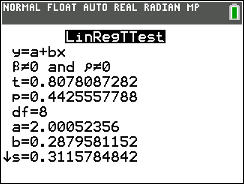 NORMAL FLOAT AUTO REAL RADIAN MP
LinRegTTest
y=a+bx
β≠0 and ρ≠0
t=0.8078087282
p=0.4425557788
df=8
a=2.00052356
b=0.2879581152
↓s=0.3115784842